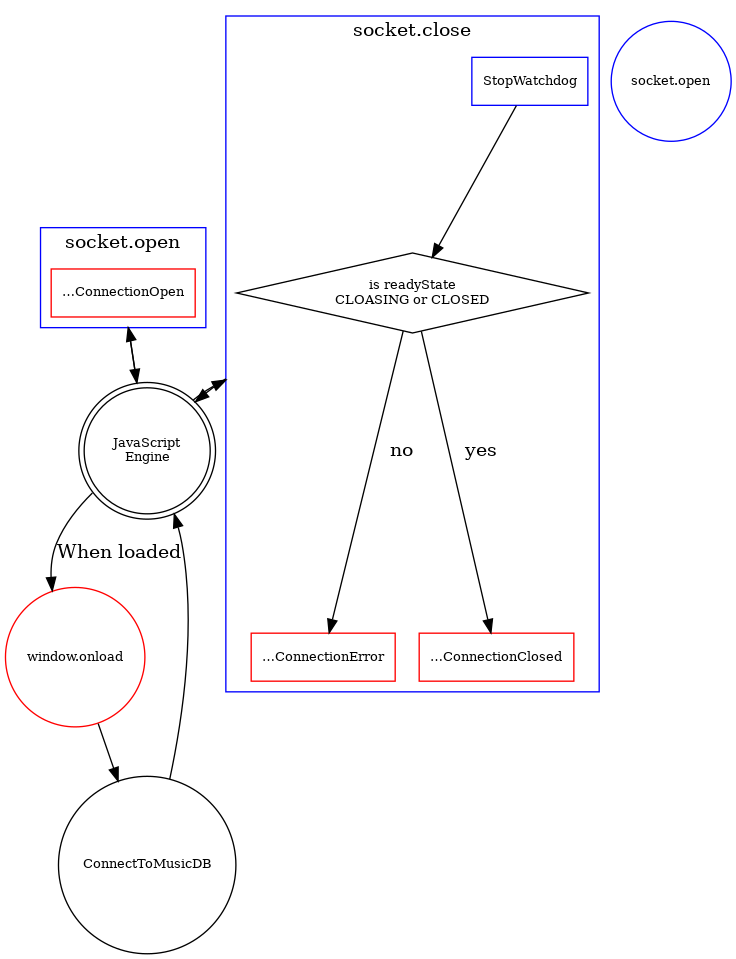 socket.close
StopWatchdog
socket.open
socket.open
...ConnectionOpen
is readyState
CLOASING or CLOSED
JavaScript
Engine
no
yes
When loaded
window.onload
...ConnectionError
...ConnectionClosed
ConnectToMusicDB